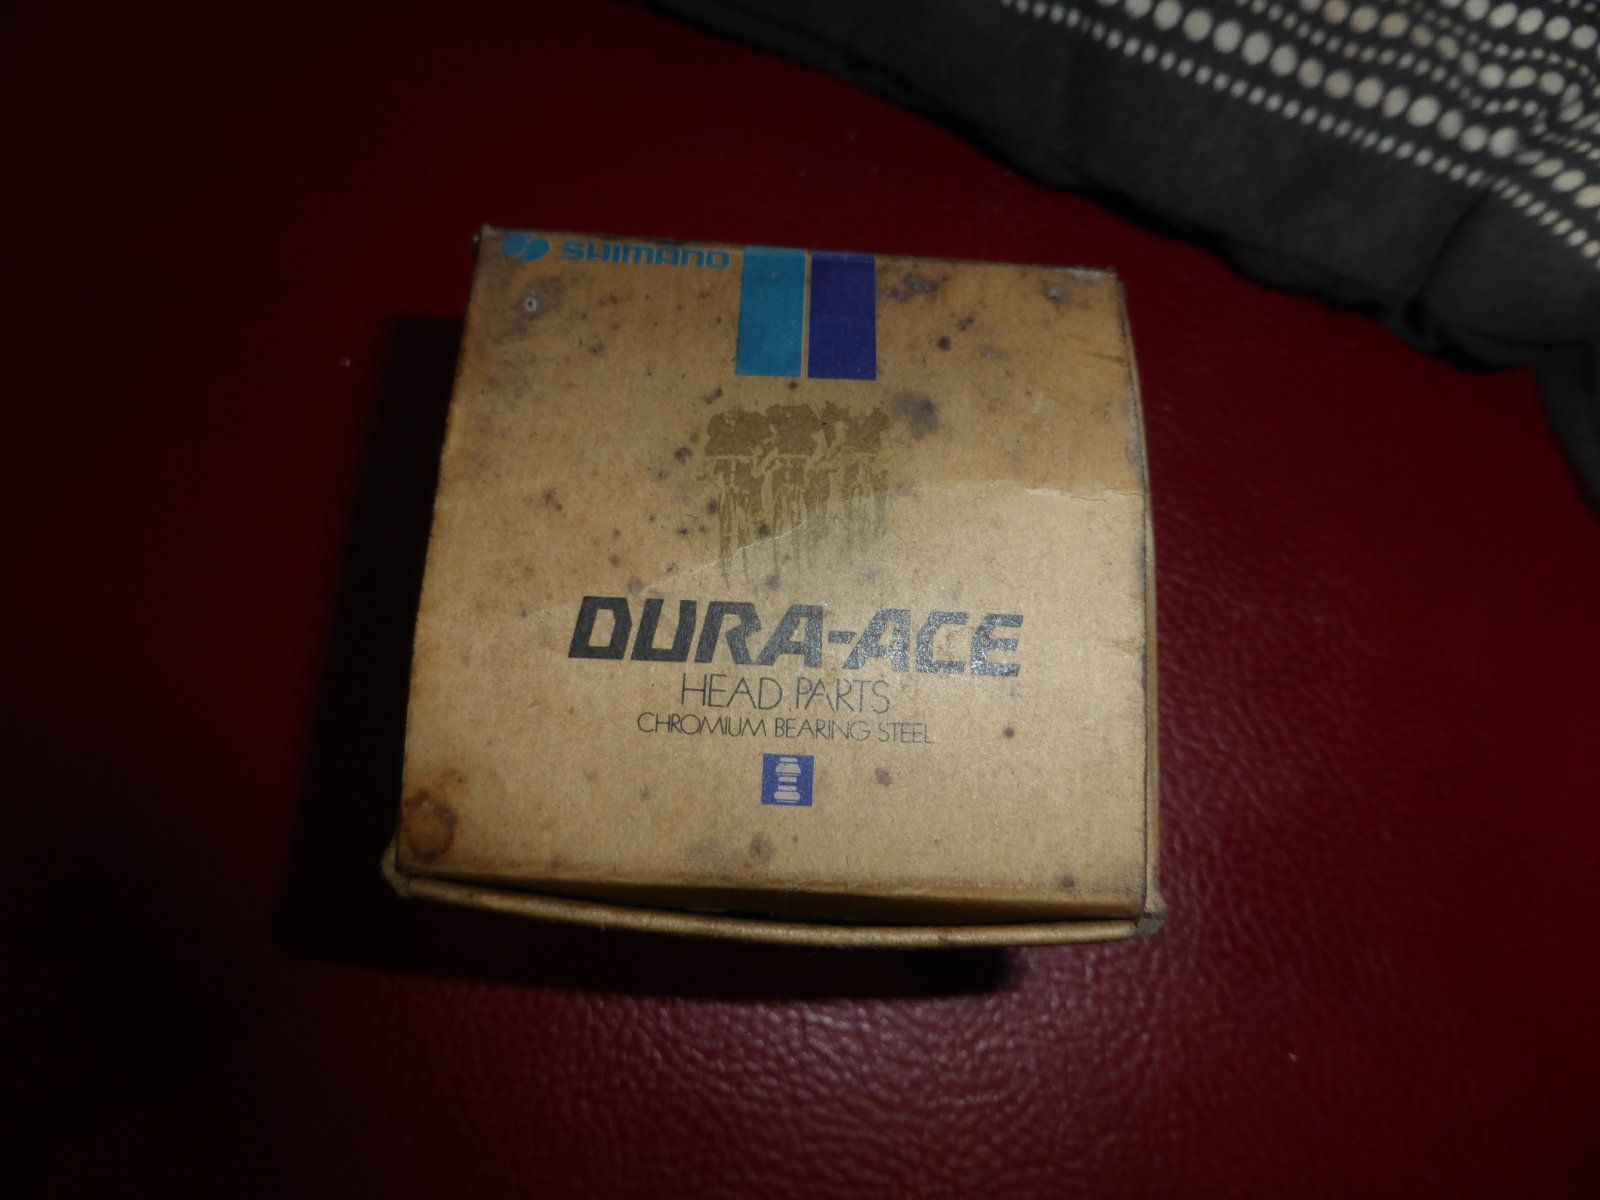 SHIMANO
DURA-ACE
HEAD PARTS
CHROMIUM BEARING STEEL